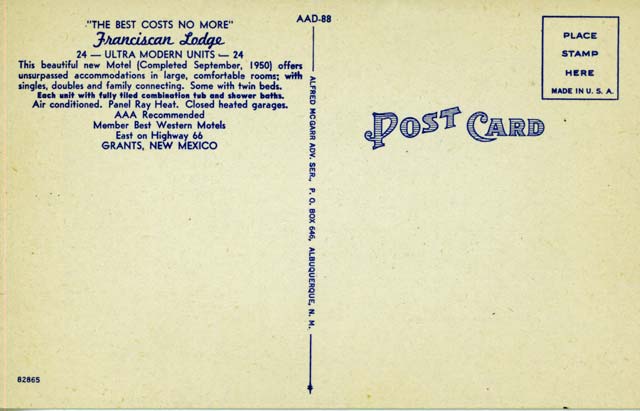 "THE BEST COSTS NO MORE"
Franciscan Lodge
24 — ULTRA MODERN UNITS — 24
This beautiful new Motel (Completed September, 1950) offers
unsurpassed accommodations in large, comfortable rooms; with
singles, doubles and family connecting. Some with twin beds.
Each unit with fully tiled combination tub and shower baths.
Air conditioned. Panel Ray Heat. Closed heated garages.
AAA Recommended
Member Best Western Motels
East on Highway 66
GRANTS, NEW MEXICO
82865
AAD-88
ALFRED MCGARR ADV. SER., P. O. BOX 646, ALBUQUERQUE, N. M.
POST CARD
PLACE
STAMP
HERE
MADE IN U. S. A.